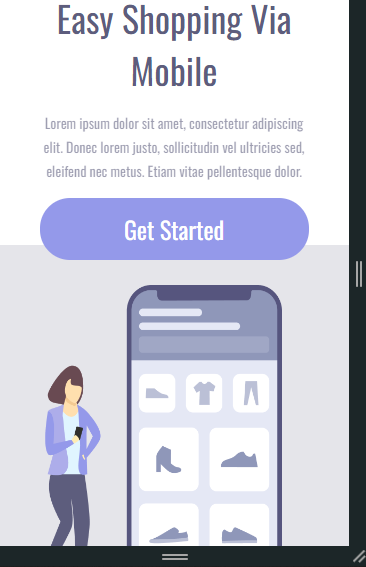 Easy Shopping Via
Mobile
Lorem ipsum dolor sit amet, consectetur adipiscing
elit. Donec lorem justo, sollicitudin vel ultricies sed,
eleifend nec metus. Etiam vitae pellentesque dolor.
Get Started